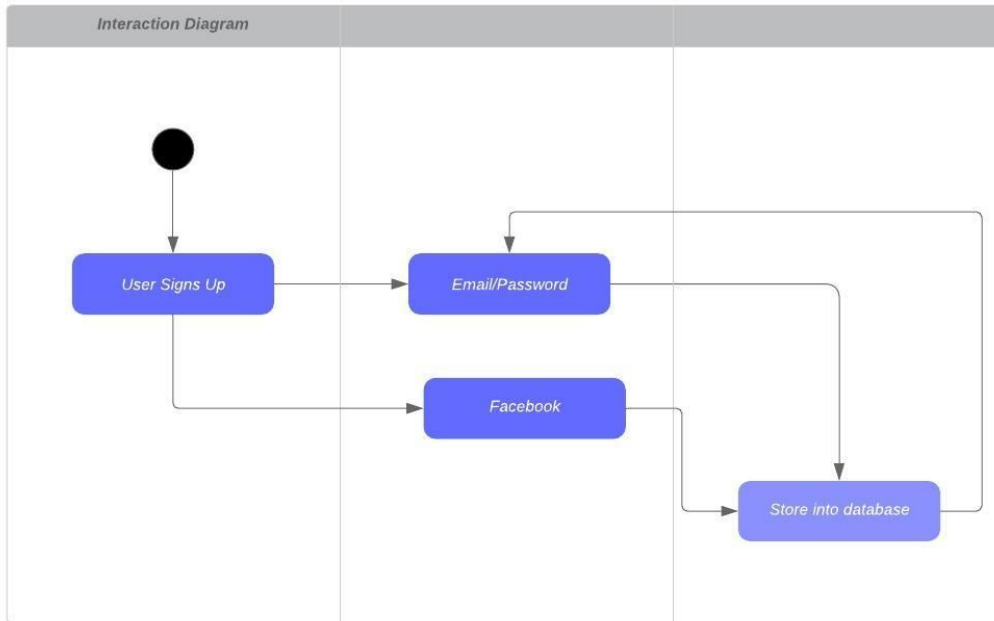 Interaction Diagram
User Signs Up
Email/Password
Facebook
Store into database